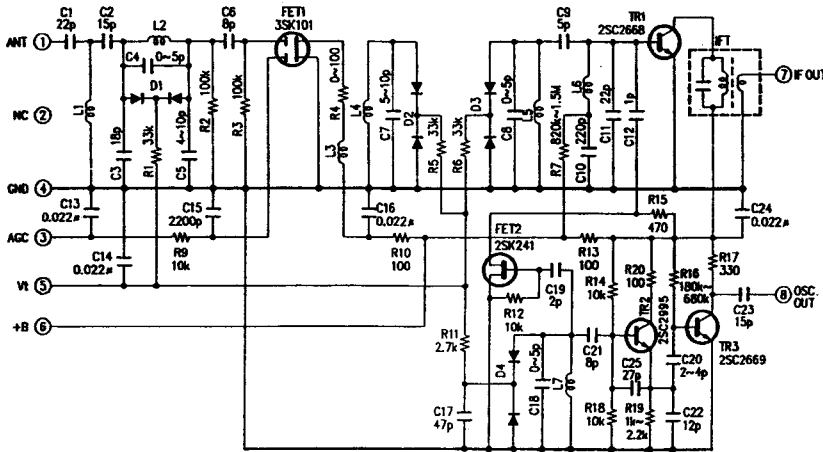 C1
22p
C2
15p
L2
C6
8p
FET1
3SK101
C9
5p
TR1
2SC2668
IFT
ANT 1
7 IF OUT
C4
0~5p
D1
100k
R2
100k
R3
0~100
R4
L3
L4
5~10p
C7
D2
33k
R5
33k
R6
D3
0~5p
C8
L5
L6
820k~1.5M
R7
220p
C10
22p
C11
1p
C12
NC 2
L1
18p
C3
33k
R1
4~10p
C5
GND 4
C13
0.022μ
C15
2200p
C16
0.022μ
FET2
2SK241
R15
470
C24
0.022μ
AGC 3
R9
10k
R10
100
R13
100
C14
0.022μ
R17
330
Vt 5
C19
2p
R14
10k
R20
100
R16
180k~
680k
8 OSC.
OUT
+B 6
R12
10k
TR2
2SC2995
C23
15p
R11
2.7k
C21
8p
TR3
2SC2669
D4
0~5p
C18
L7
C25
27p
C20
2~4p
C17
47p
R18
10k
R19
1k~
2.2k
C22
12p